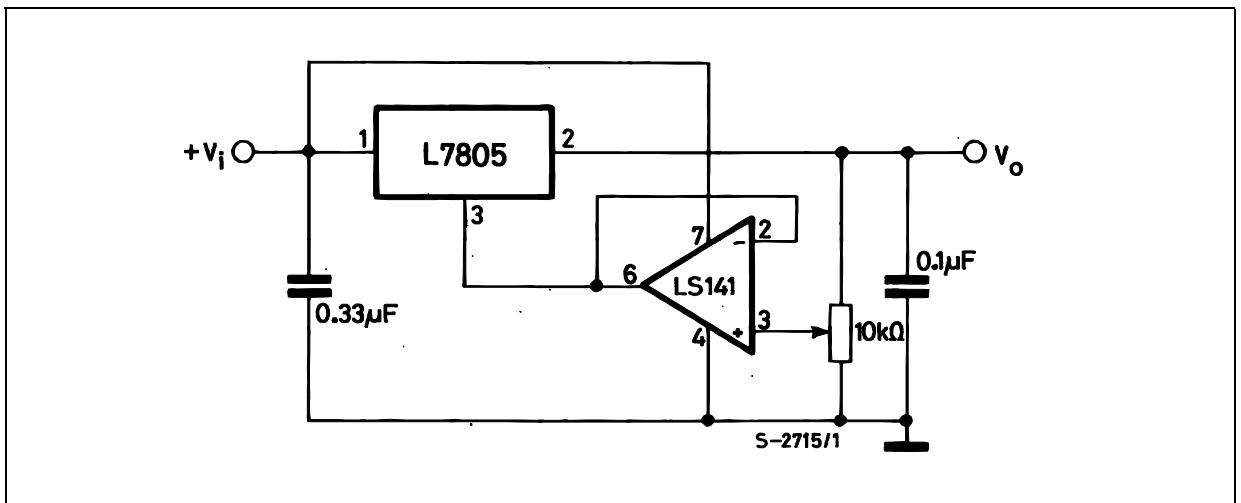 +Vi
1
L7805
2
Vo
3
7
2
-
6
LS141
0.1µF
0.33µF
4
+
3
10kΩ
S-2715/1